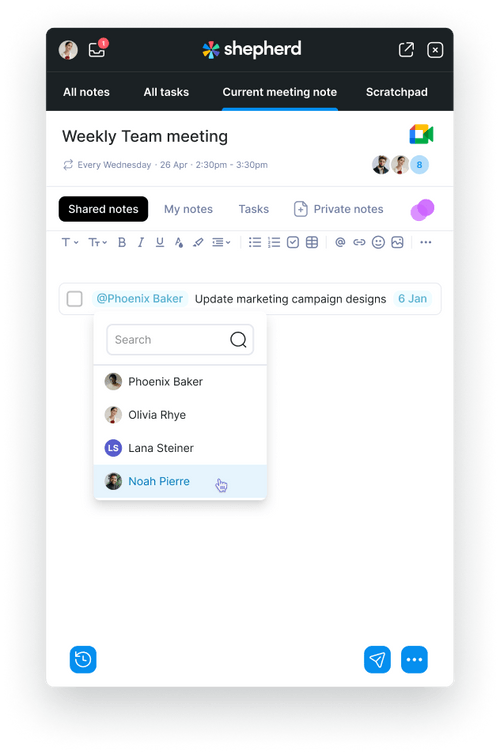 1
shepherd
All notes All tasks Current meeting note Scratchpad
Weekly Team meeting
Every Wednesday · 26 Apr · 2:30pm - 3:30pm
8
Shared notes My notes Tasks Private notes
T Tт B I U A @
@Phoenix Baker Update marketing campaign designs 6 Jan
Search
Phoenix Baker
Olivia Rhye
LS Lana Steiner
Noah Pierre